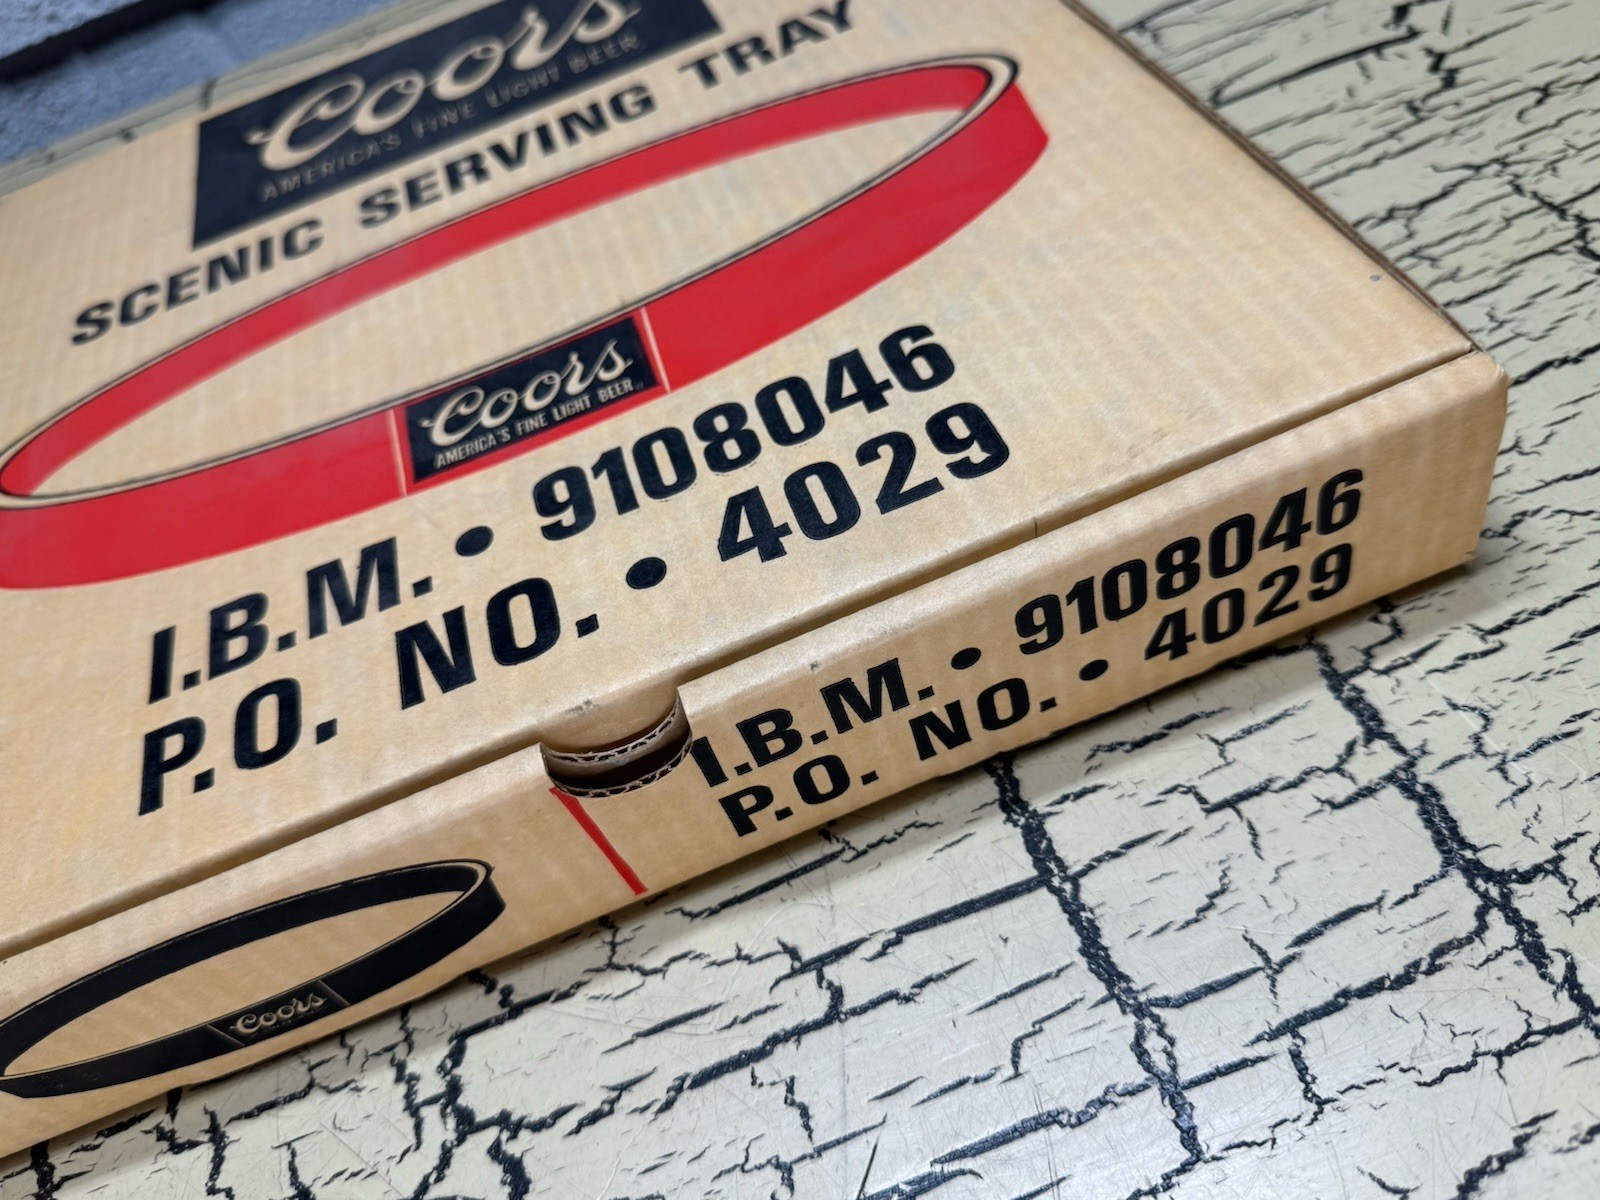 Coors
AMERICA'S FINE LIGHT BEER
SCENIC SERVING TRAY
Coors
AMERICA'S FINE LIGHT BEER
I.B.M. • 9108046
P.O. NO. • 4029
I.B.M. • 9108046
P.O. NO. • 4029
Coors